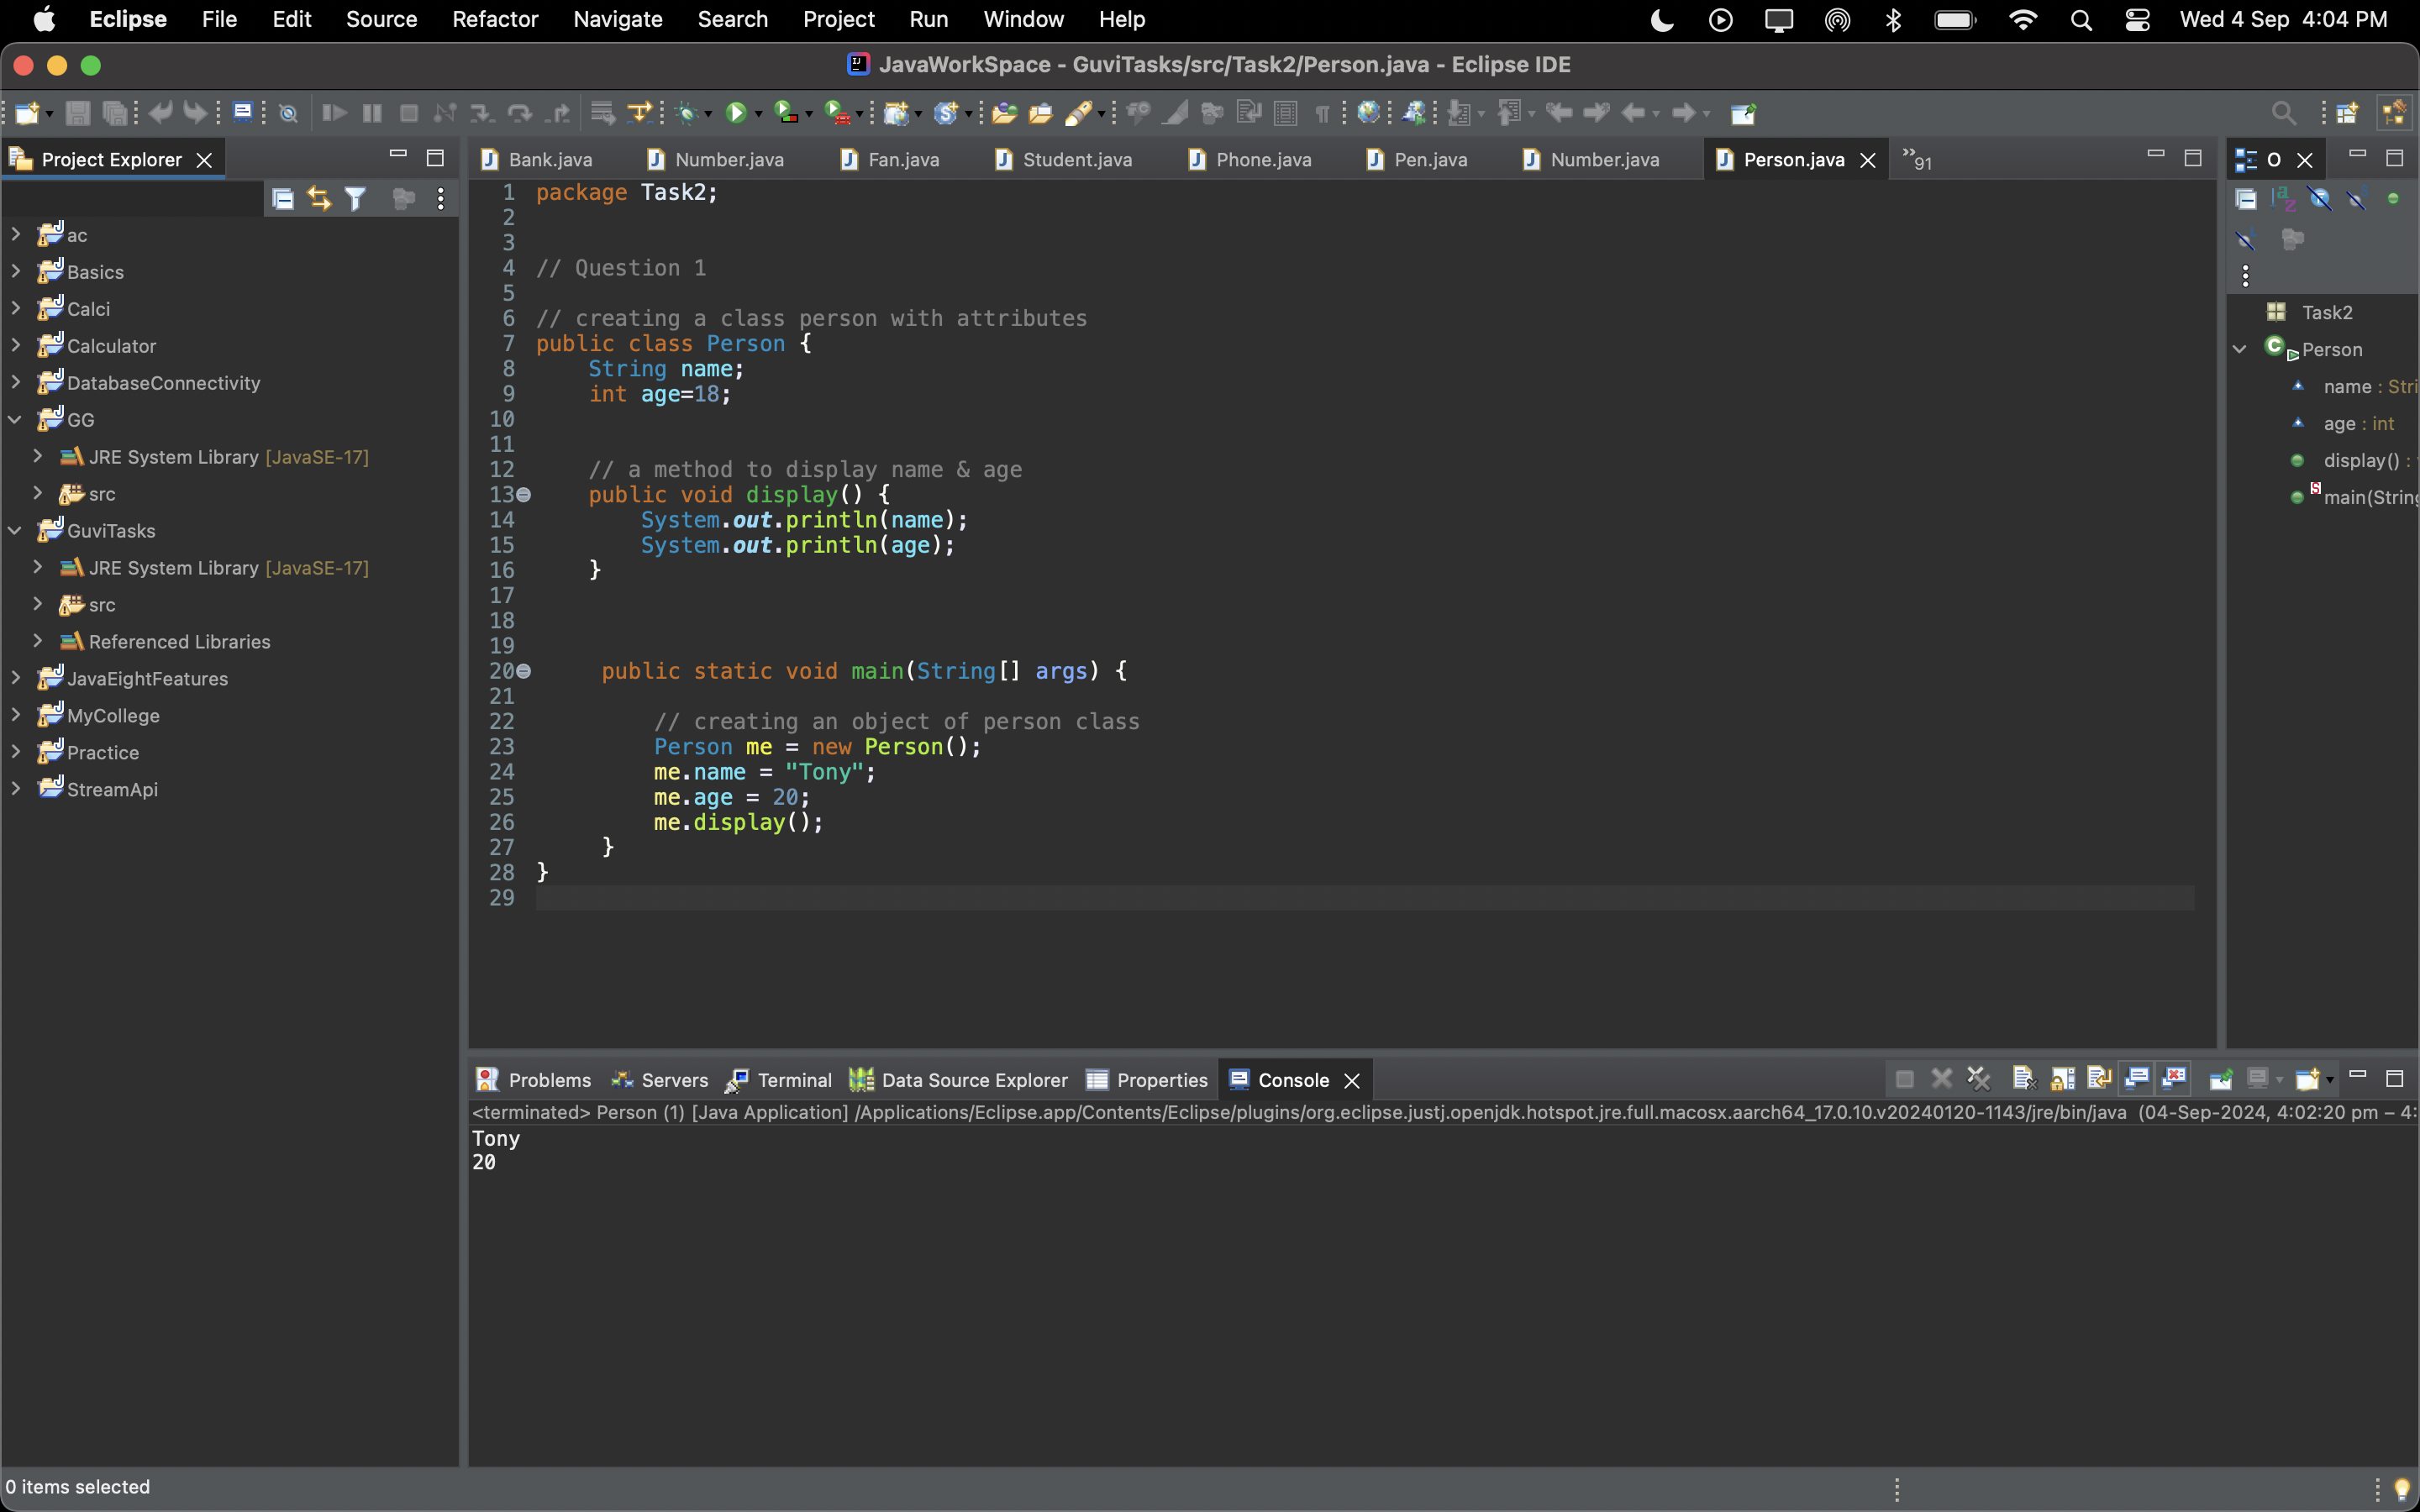 Eclipse File Edit Source Refactor Navigate Search Project Run Window Help Wed 4 Sep 4:04 PM
JavaWorkSpace - GuviTasks/src/Task2/Person.java - Eclipse IDE
Project Explorer
ac
Basics
Calci
Calculator
DatabaseConnectivity
GG
JRE System Library [JavaSE-17]
src
GuviTasks
JRE System Library [JavaSE-17]
src
Referenced Libraries
JavaEightFeatures
MyCollege
Practice
StreamApi
Bank.java Number.java Fan.java Student.java Phone.java Pen.java Number.java Person.java »91
1 package Task2;
2
3
4 // Question 1
5
6 // creating a class person with attributes
7 public class Person {
8 String name;
9 int age=18;
10
11
12 // a method to display name & age
13 public void display() {
14 System.out.println(name);
15 System.out.println(age);
16 }
17
18
19
20 public static void main(String[] args) {
21
22 // creating an object of person class
23 Person me = new Person();
24 me.name = "Tony";
25 me.age = 20;
26 me.display();
27 }
28 }
29
O
Task2
Person
name : Stri
age : int
display() :
main(String
Problems Servers Terminal Data Source Explorer Properties Console
<terminated> Person (1) [Java Application] /Applications/Eclipse.app/Contents/Eclipse/plugins/org.eclipse.justj.openjdk.hotspot.jre.full.macosx.aarch64_17.0.10.v20240120-1143/jre/bin/java (04-Sep-2024, 4:02:20 pm – 4:
Tony
20
0 items selected